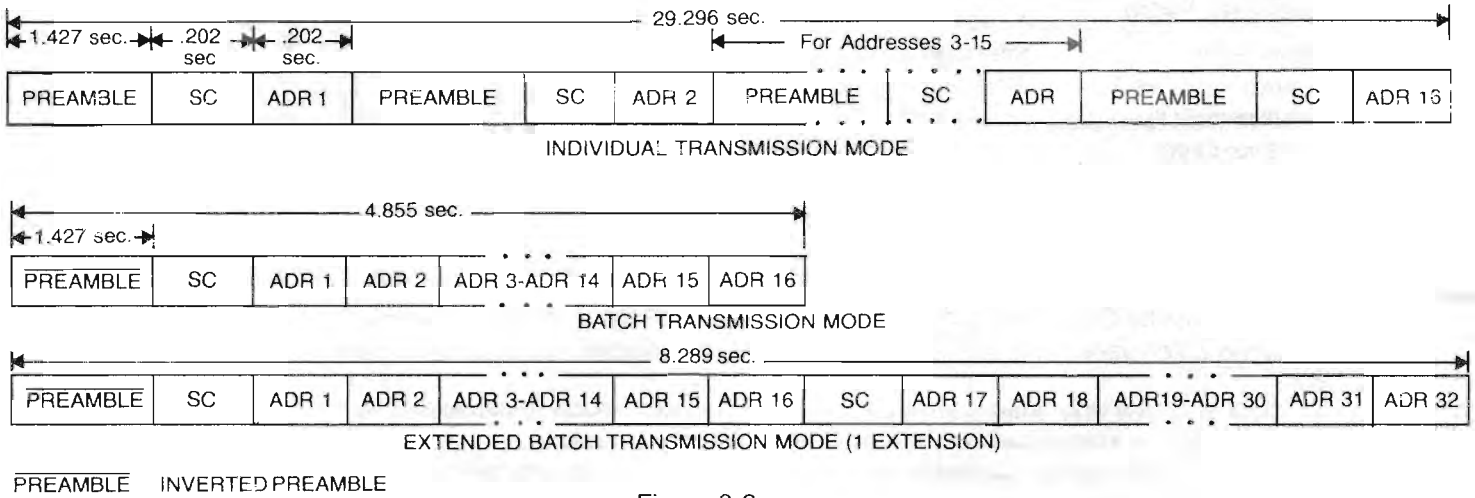 29.296 sec.
1.427 sec. .202 sec .202 sec. For Addresses 3-15
PREAMBLE SC ADR 1 PREAMBLE SC ADR 2 PREAMBLE SC ADR PREAMBLE SC ADR 16
INDIVIDUAL TRANSMISSION MODE
4.855 sec.
1.427 sec.
PREAMBLE SC ADR 1 ADR 2 ADR 3-ADR 14 ADR 15 ADR 16
BATCH TRANSMISSION MODE
8.289 sec.
PREAMBLE SC ADR 1 ADR 2 ADR 3-ADR 14 ADR 15 ADR 16 SC ADR 17 ADR 18 ADR19-ADR 30 ADR 31 ADR 32
EXTENDED BATCH TRANSMISSION MODE (1 EXTENSION)
PREAMBLE INVERTED PREAMBLE